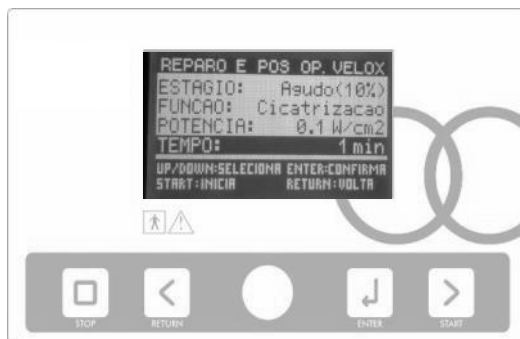 REPARO E POS OP. VELOX
ESTAGIO: Agudo(10%)
FUNCAO: Cicatrizacao
POTENCIA: 0.1 W/cm2
TEMPO: 1 min
UP/DOWN:SELECIONA ENTER:CONFIRMA
START:INICIA RETURN:VOLTA
STOP RETURN ENTER START